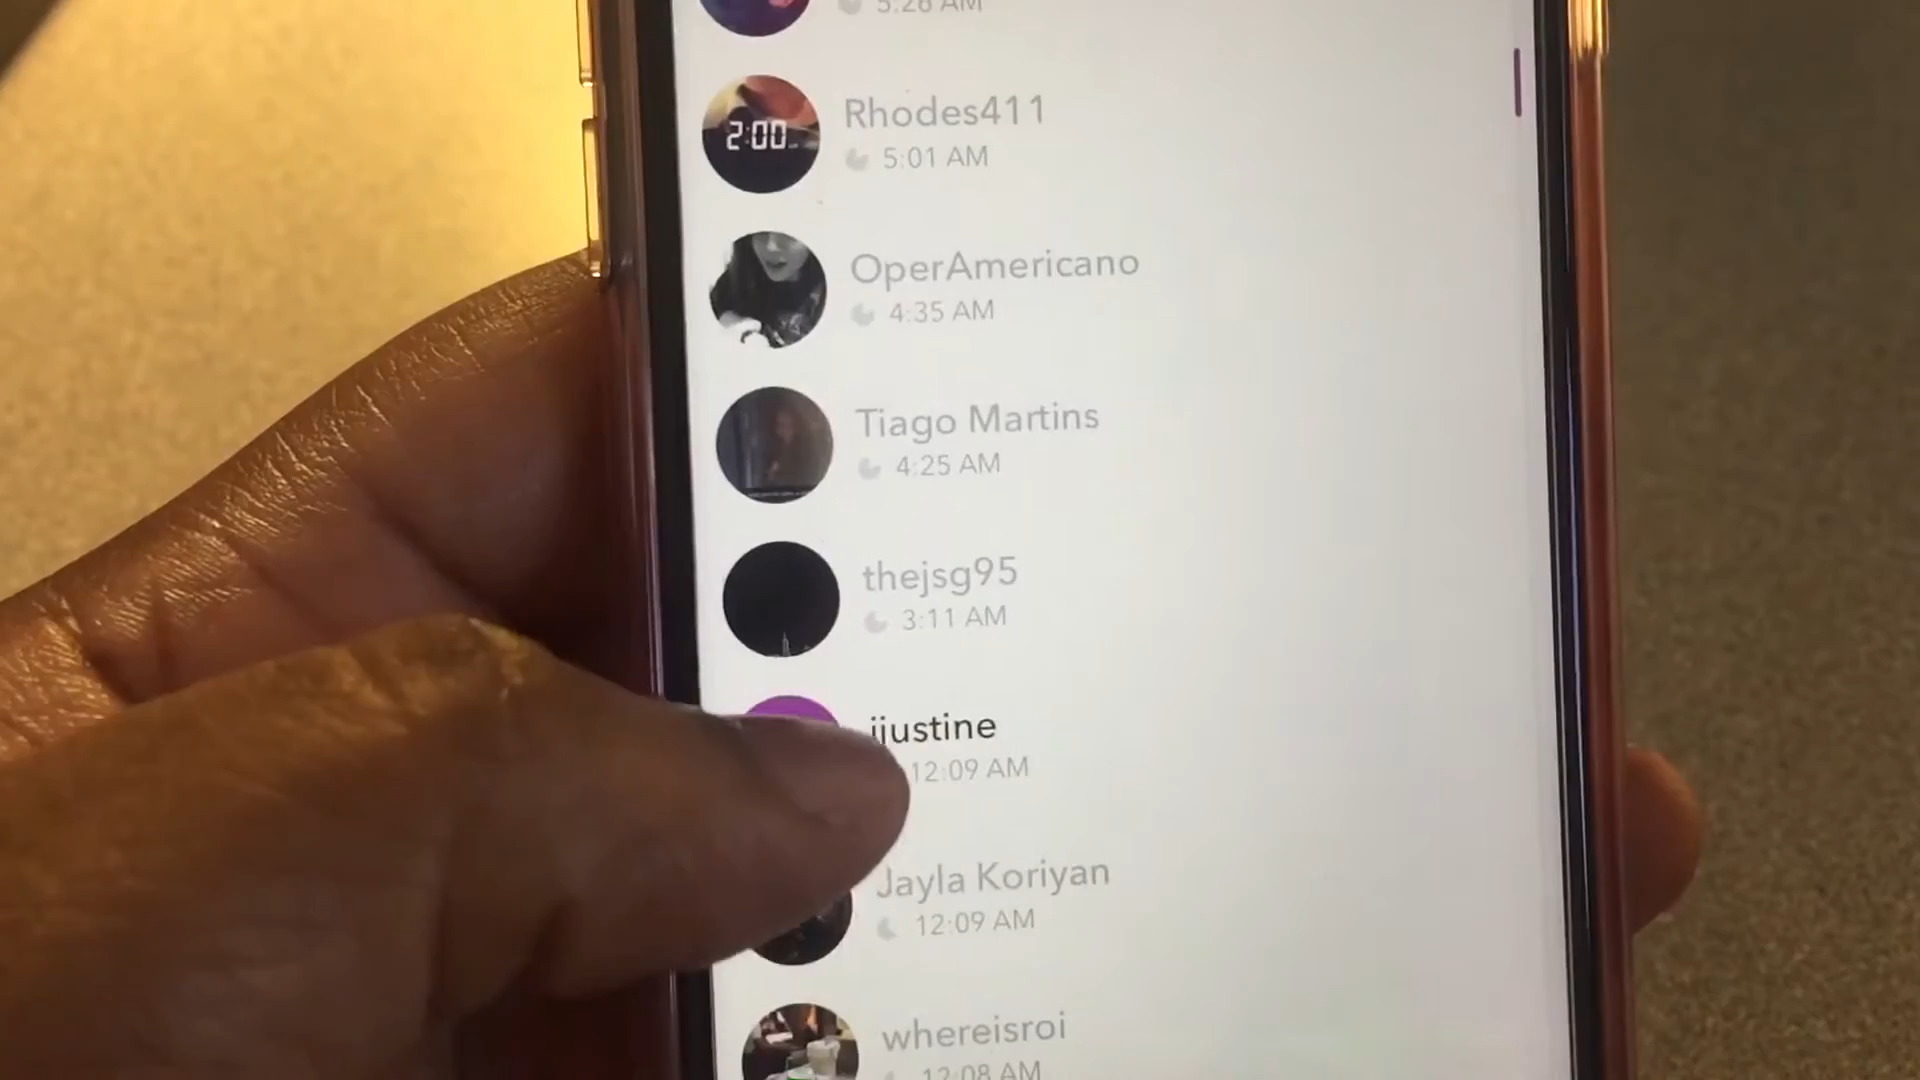 5:26 AM
Rhodes411
2:00
5:01 AM
OperAmericano
4:35 AM
Tiago Martins
4:25 AM
thejsg95
3:11 AM
ijustine
12:09 AM
Jayla Koriyan
12:09 AM
whereisroi
12:08 AM